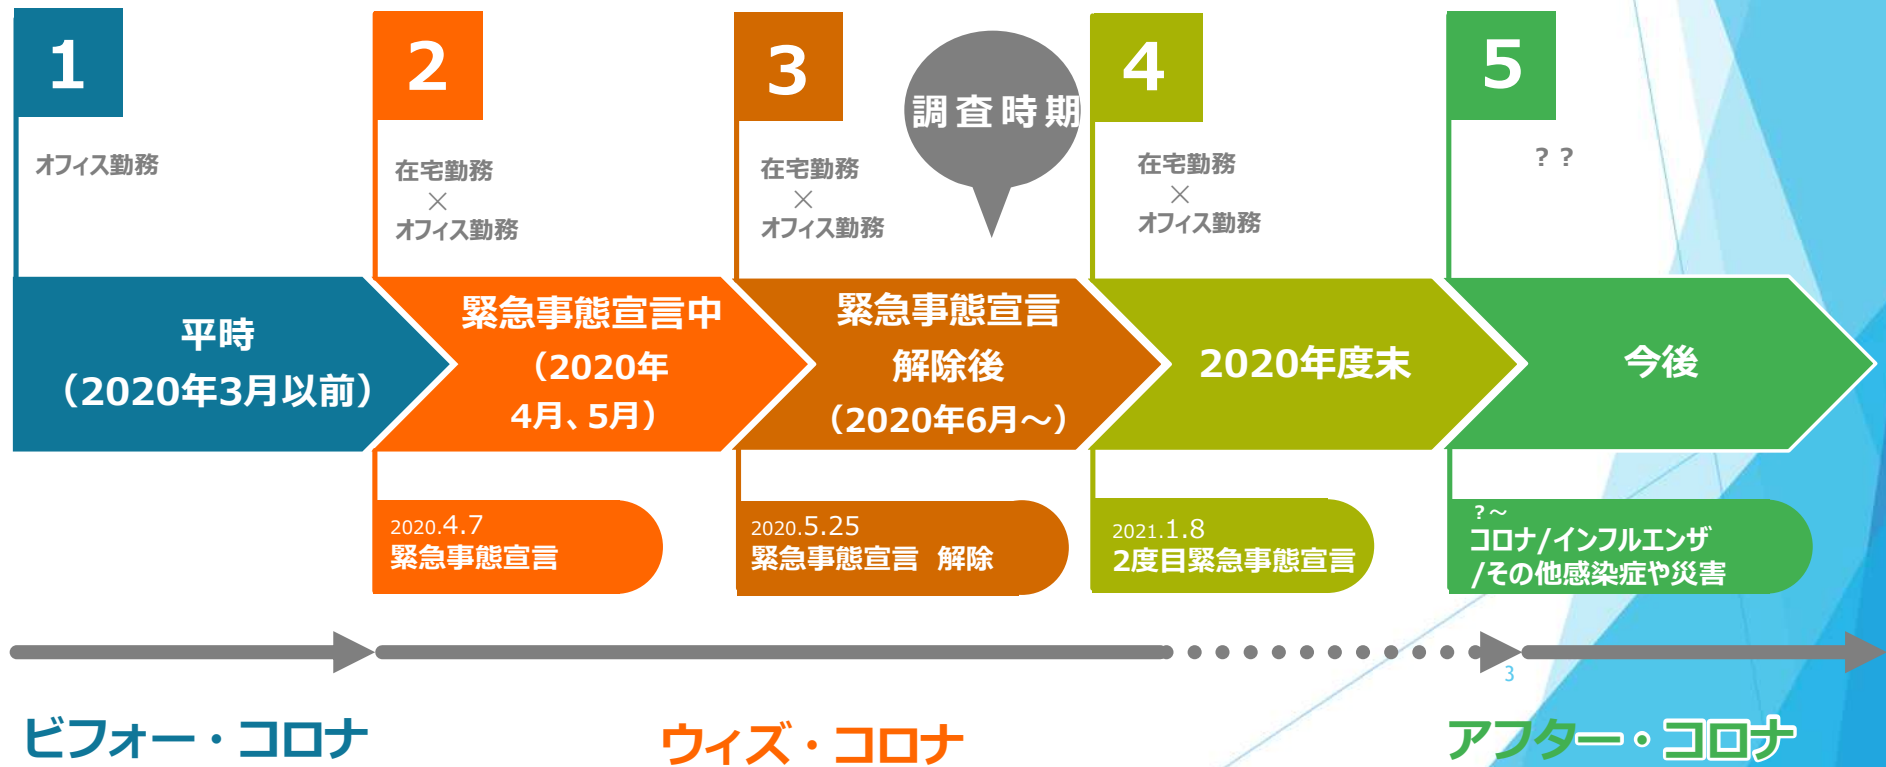 1
オフィス勤務
平時
（2020年3月以前）
2
在宅勤務
×
オフィス勤務
緊急事態宣言中
（2020年
4月、5月）
2020.4.7
緊急事態宣言
3
在宅勤務
×
オフィス勤務
調査時期
緊急事態宣言
解除後
（2020年6月～）
2020.5.25
緊急事態宣言　解除
4
在宅勤務
×
オフィス勤務
2020年度末
2021.1.8
2度目緊急事態宣言
5
？？
今後
？～
コロナ/インフルエンザ
/その他感染症や災害
3
ビフォー・コロナ
ウィズ・コロナ
アフター・コロナ